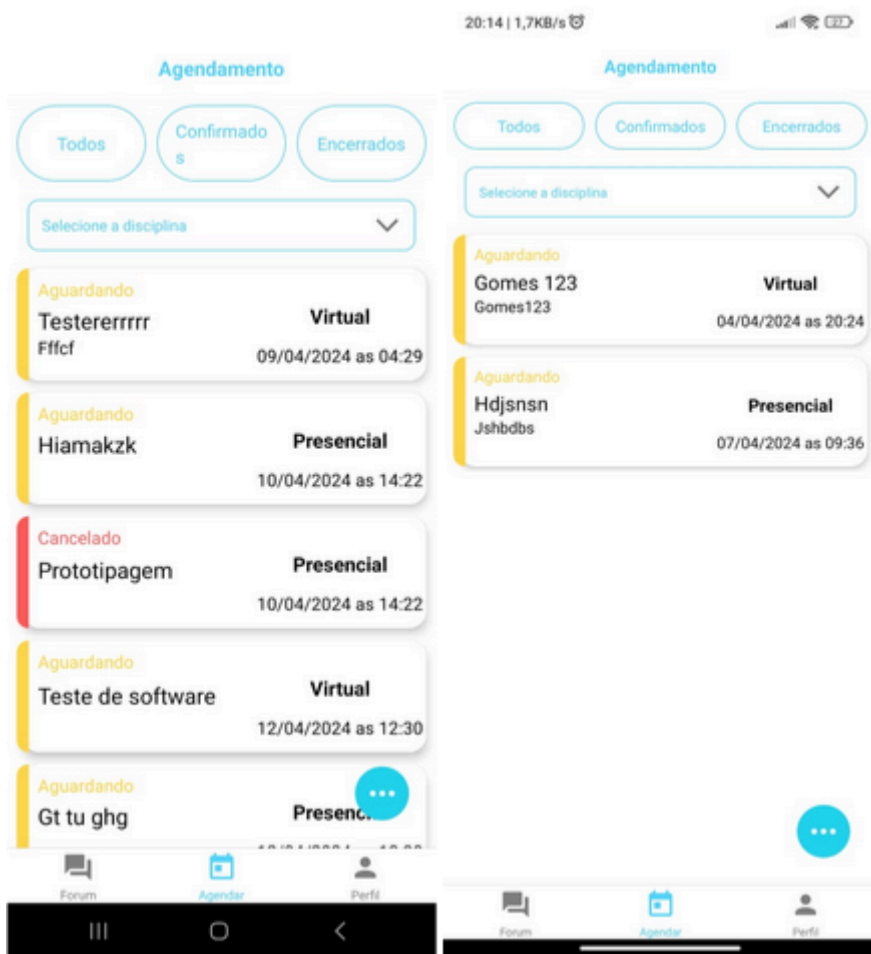 Agendamento
Todos
Confirmado
s
Encerrados
Selecione a disciplina
Aguardando
Testererrrrr
Fffcf
Virtual
09/04/2024 as 04:29
Aguardando
Hiamakzk
Presencial
10/04/2024 as 14:22
Cancelado
Prototipagem
Presencial
10/04/2024 as 14:22
Aguardando
Teste de software
Virtual
12/04/2024 as 12:30
Aguardando
Gt tu ghg
Forum
Agendar
Perfil
20:14 | 1,7KB/s
27
Agendamento
Todos
Confirmados
Encerrados
Selecione a disciplina
Aguardando
Gomes 123
Gomes123
Virtual
04/04/2024 as 20:24
Aguardando
Hdjsnsn
Jshbdbs
Presencial
07/04/2024 as 09:36
Forum
Agendar
Perfil